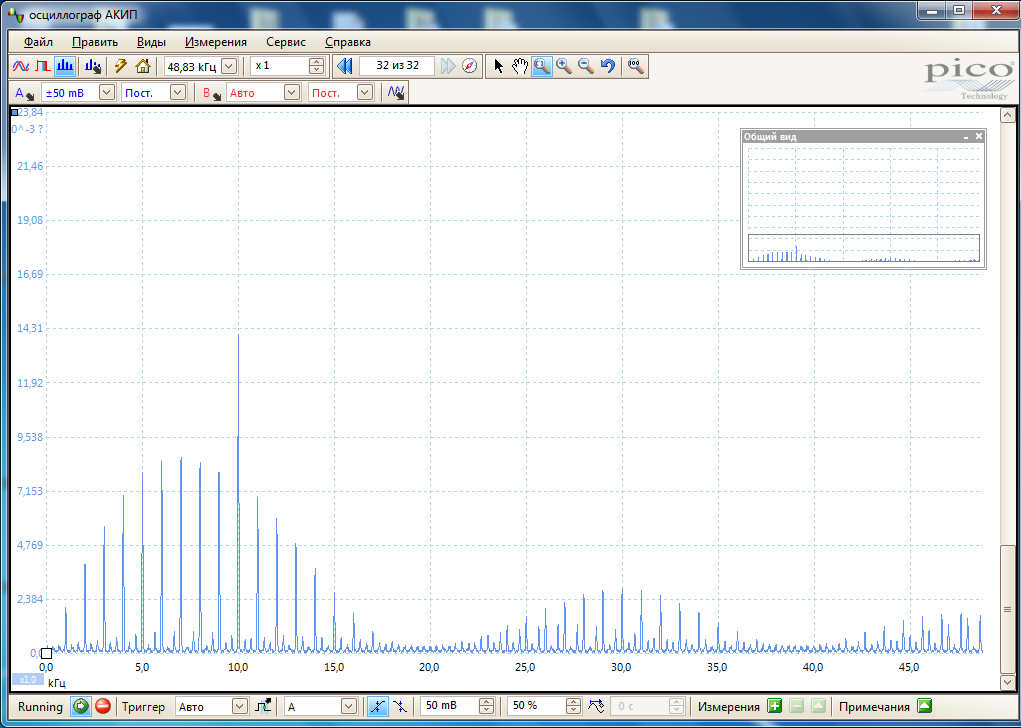 осциллограф АКИП
Файл Править Виды Измерения Сервис Справка
48,83 кГц x 1 32 из 32
pico
Technology
A ±50 mB Пост. B Авто Пост.
23,84
0^-3 ?
21,46
19,08
16,69
14,31
11,92
9,538
7,153
4,769
2,384
0,0
Общий вид
0,0 5,0 10,0 15,0 20,0 25,0 30,0 35,0 40,0 45,0
x1.0 кГц
Running Триггер Авто A 50 mB 50 % 0 с Измерения Примечания